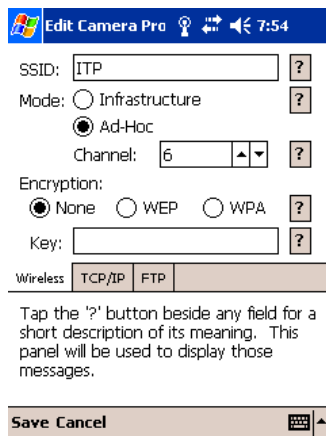 Edit Camera Pro 7:54
SSID: ITP ?
Mode: Infrastructure ?
Ad-Hoc
Channel: 6 ?
Encryption:
None WEP WPA ?
Key: ?
Wireless TCP/IP FTP
Tap the '?' button beside any field for a
short description of its meaning. This
panel will be used to display those
messages.
Save Cancel